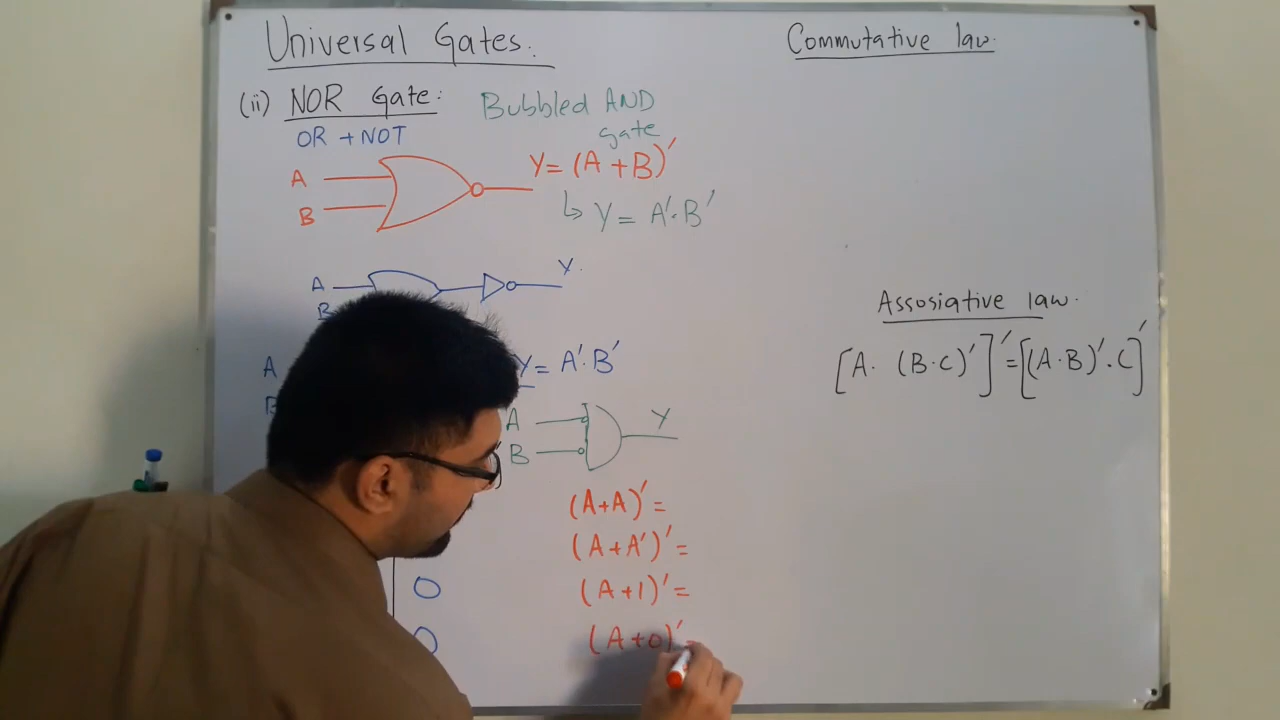 Universal Gates.
(ii) NOR Gate:
Bubbled AND
gate
OR + NOT
A
B
Y = (A + B)'
↳ Y = A'· B'
A
B
Y.
A
B
Y = A'· B'
A
B
Y
(A+A)' =
(A + A')' =
(A + 1)' =
(A + 0)' =
0
0
Commutative law.
Assosiative law.
[A · (B·C)']' = [(A·B)'· C]'